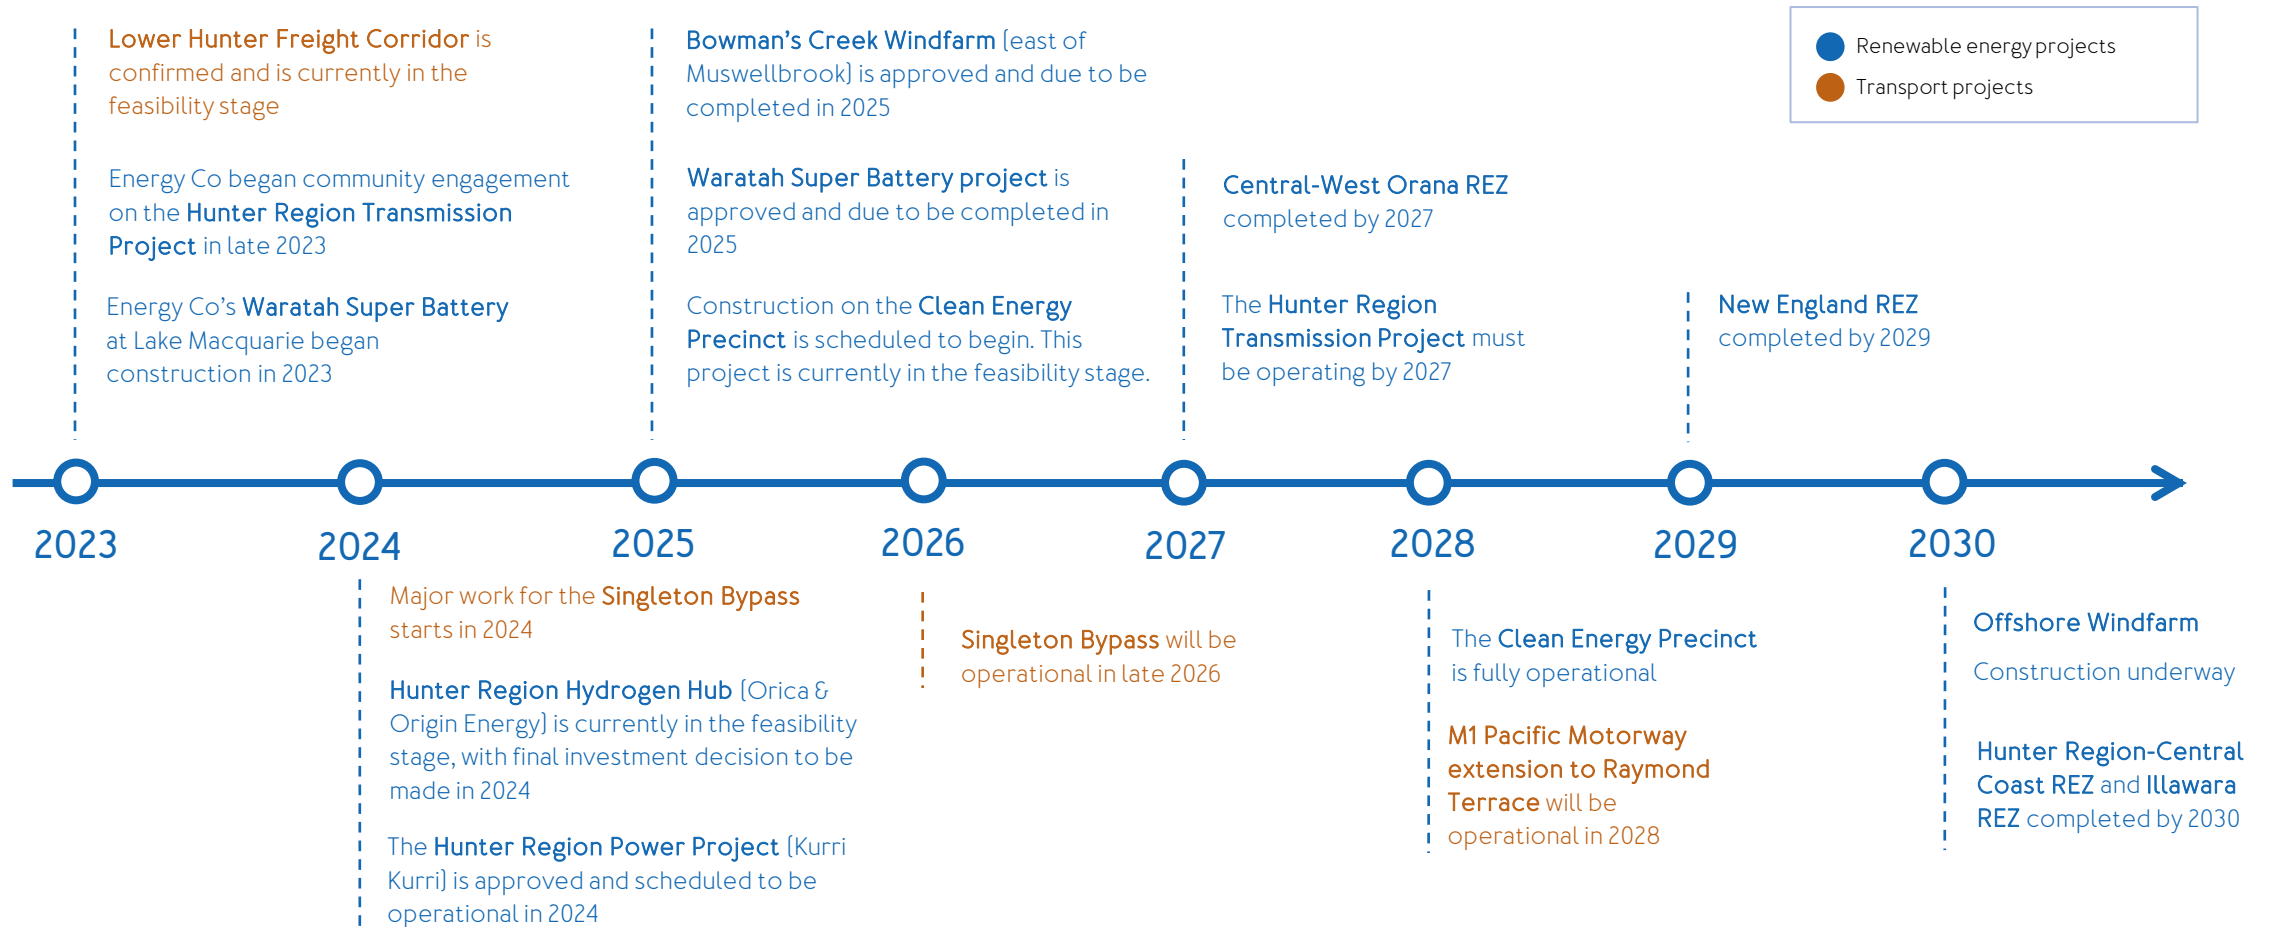 Renewable energy projects
Transport projects
Lower Hunter Freight Corridor is
confirmed and is currently in the
feasibility stage
Energy Co began community engagement
on the Hunter Region Transmission
Project in late 2023
Energy Co’s Waratah Super Battery
at Lake Macquarie began
construction in 2023
Bowman’s Creek Windfarm (east of
Muswellbrook) is approved and due to be
completed in 2025
Waratah Super Battery project is
approved and due to be completed in
2025
Construction on the Clean Energy
Precinct is scheduled to begin. This
project is currently in the feasibility stage.
Central-West Orana REZ
completed by 2027
The Hunter Region
Transmission Project must
be operating by 2027
New England REZ
completed by 2029
2023
2024
2025
2026
2027
2028
2029
2030
Major work for the Singleton Bypass
starts in 2024
Hunter Region Hydrogen Hub (Orica &
Origin Energy) is currently in the feasibility
stage, with final investment decision to be
made in 2024
The Hunter Region Power Project (Kurri
Kurri) is approved and scheduled to be
operational in 2024
Singleton Bypass will be
operational in late 2026
The Clean Energy Precinct
is fully operational
M1 Pacific Motorway
extension to Raymond
Terrace will be
operational in 2028
Offshore Windfarm
Construction underway
Hunter Region-Central
Coast REZ and Illawara
REZ completed by 2030